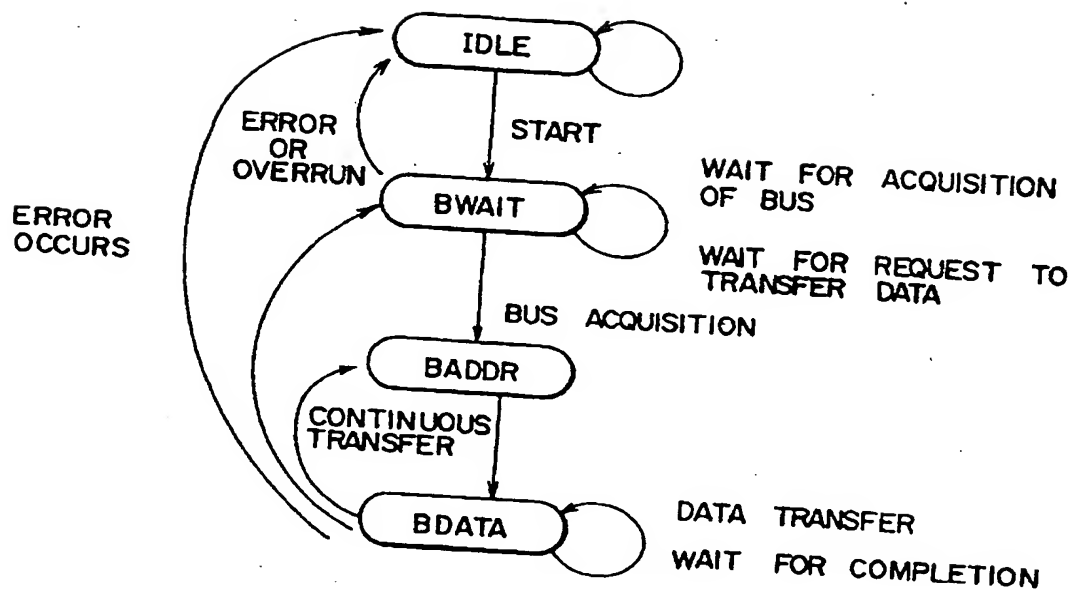 IDLE
START
ERROR
OR
OVERRUN
BWAIT
WAIT FOR ACQUISITION
OF BUS
ERROR
OCCURS
WAIT FOR REQUEST TO
TRANSFER DATA
BUS ACQUISITION
BADDR
CONTINUOUS
TRANSFER
BDATA
DATA TRANSFER
WAIT FOR COMPLETION